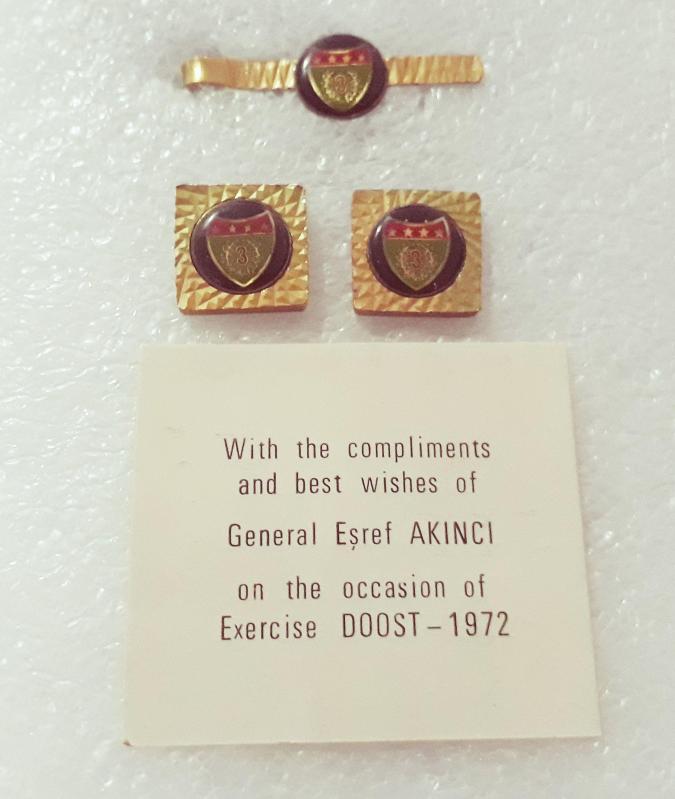 3
3
3
With the compliments
and best wishes of
General Eşref AKINCI
on the occasion of
Exercise DOOST–1972